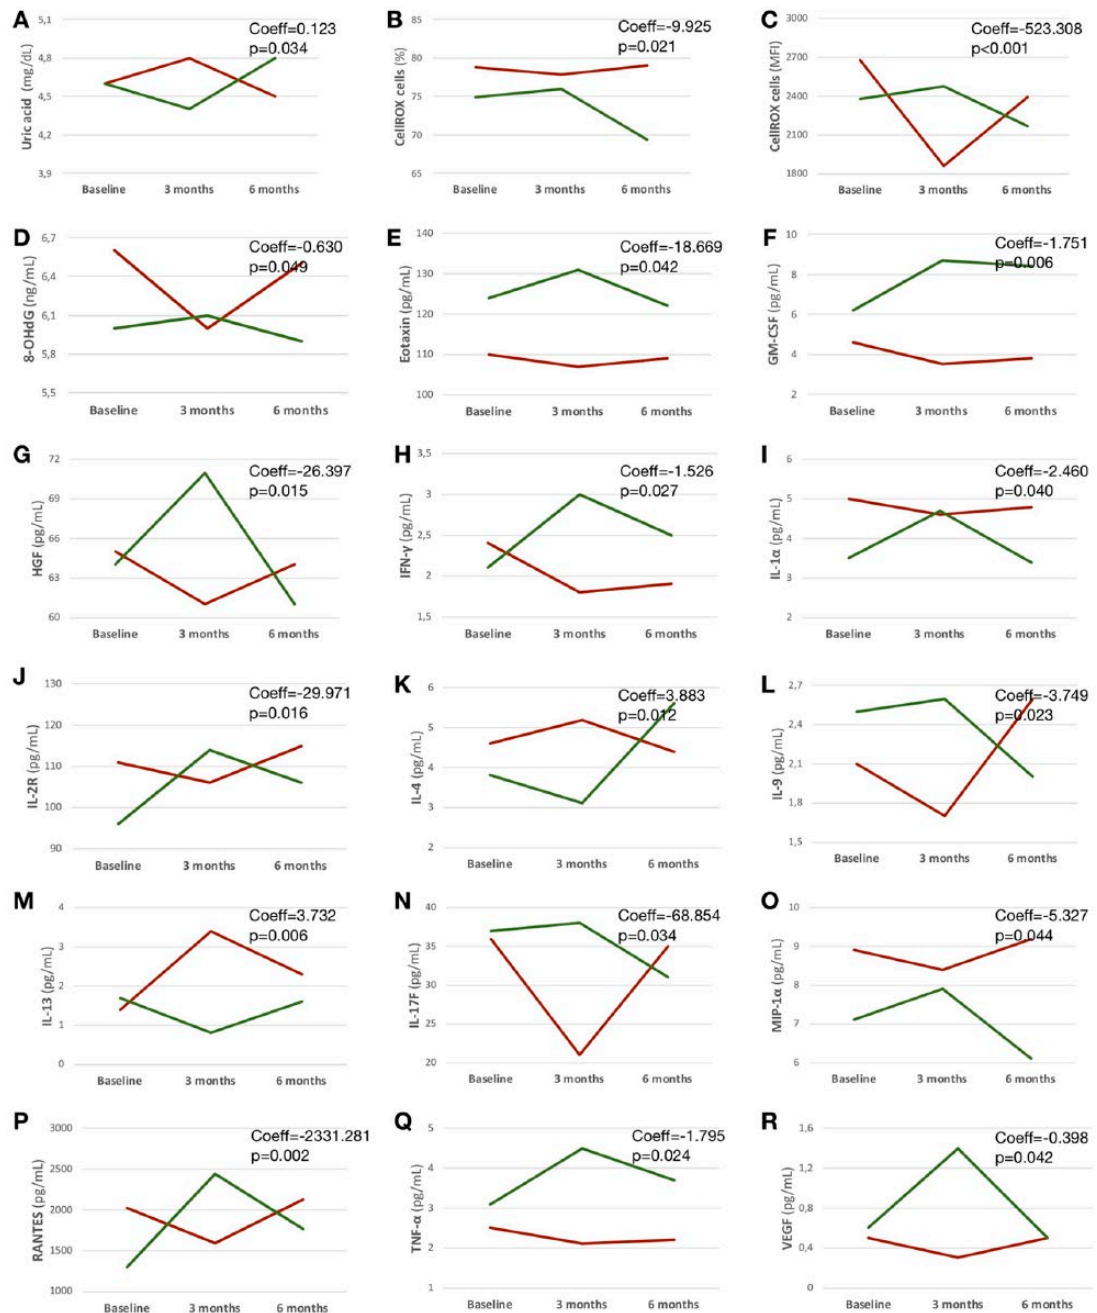 A
Uric acid (mg/dL)
5,1
4,8
4,5
4,2
3,9
Coeff=0.123
p=0.034
Baseline 3 months 6 months
B
CellROX cells (%)
85
80
75
70
65
Coeff=-9.925
p=0.021
Baseline 3 months 6 months
C
CellROX cells (MFI)
3000
2700
2400
2100
1800
Coeff=-523.308
p<0.001
Baseline 3 months 6 months
D
8-OHdG (ng/mL)
6,7
6,4
6,1
5,8
5,5
Coeff=-0.630
p=0.049
Baseline 3 months 6 months
E
Eotaxin (pg/mL)
140
130
120
110
100
Coeff=-18.669
p=0.042
Baseline 3 months 6 months
F
GM-CSF (pg/mL)
10
8
6
4
2
Coeff=-1.751
p=0.006
Baseline 3 months 6 months
G
HGF (pg/mL)
72
69
66
63
60
Coeff=-26.397
p=0.015
Baseline 3 months 6 months
H
IFN-γ (pg/mL)
3,5
3
2,5
2
1,5
Coeff=-1.526
p=0.027
Baseline 3 months 6 months
I
IL-1α (pg/mL)
6
5
4
3
2
Coeff=-2.460
p=0.040
Baseline 3 months 6 months
J
IL-2R (pg/mL)
130
120
110
100
90
Coeff=-29.971
p=0.016
Baseline 3 months 6 months
K
IL-4 (pg/mL)
6
5
4
3
2
Coeff=3.883
p=0.012
Baseline 3 months 6 months
L
IL-9 (pg/mL)
2,7
2,4
2,1
1,8
1,5
Coeff=-3.749
p=0.023
Baseline 3 months 6 months
M
IL-13 (pg/mL)
4
3
2
1
0
Coeff=3.732
p=0.006
Baseline 3 months 6 months
N
IL-17F (pg/mL)
40
35
30
25
20
Coeff=-68.854
p=0.034
Baseline 3 months 6 months
O
MIP-1α (pg/mL)
10
9
8
7
6
Coeff=-5.327
p=0.044
Baseline 3 months 6 months
P
RANTES (pg/mL)
3000
2500
2000
1500
1000
Coeff=-2331.281
p=0.002
Baseline 3 months 6 months
Q
TNF-α (pg/mL)
5
4
3
2
1
Coeff=-1.795
p=0.024
Baseline 3 months 6 months
R
VEGF (pg/mL)
1,6
1,2
0,8
0,4
0
Coeff=-0.398
p=0.042
Baseline 3 months 6 months